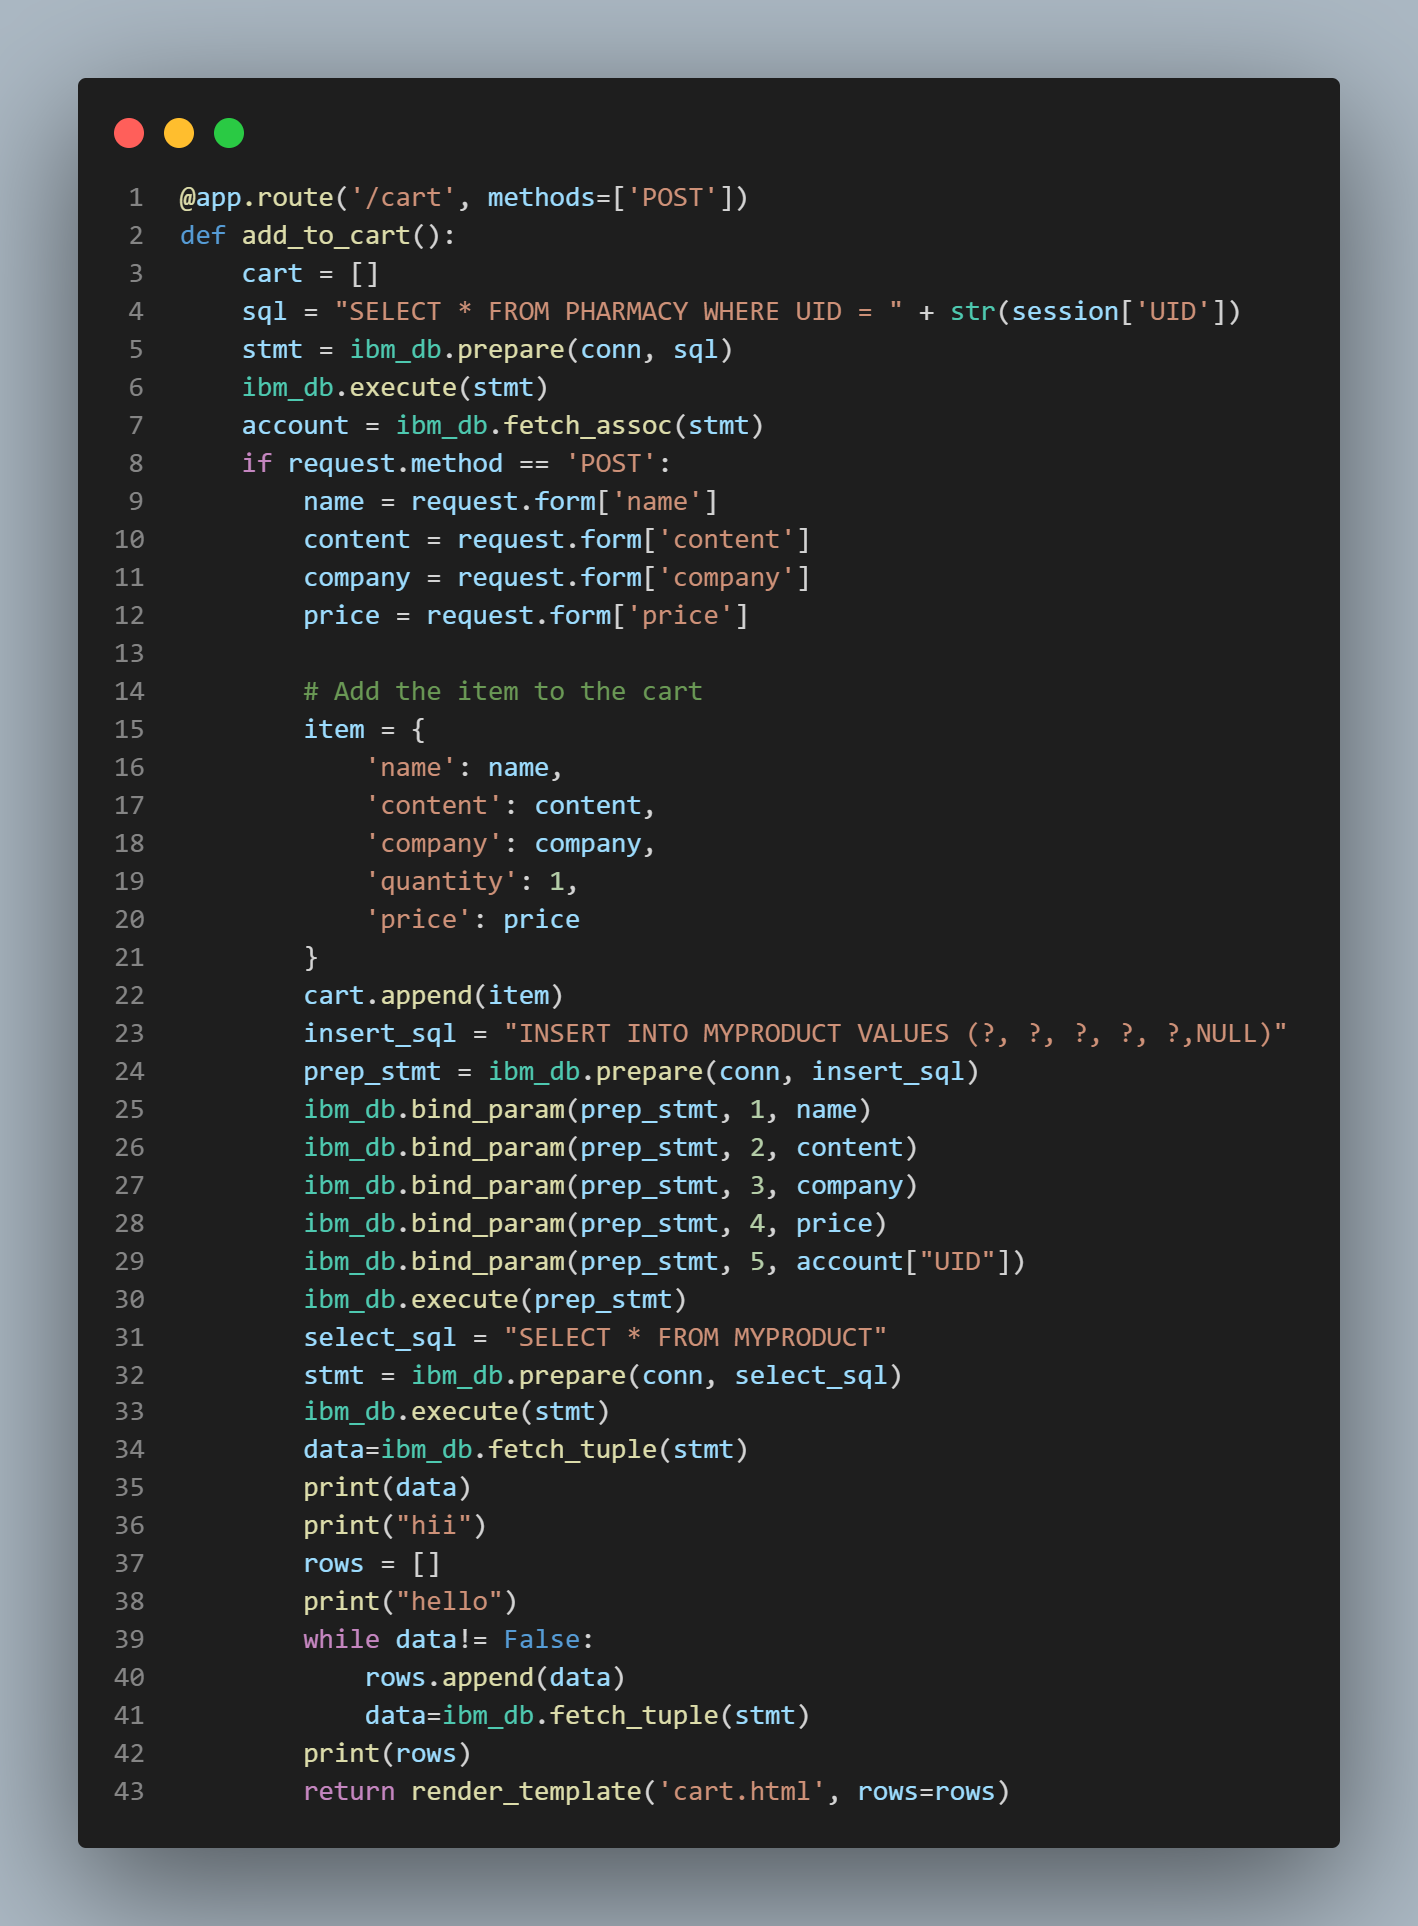 1 @app.route('/cart', methods=['POST'])
2 def add_to_cart():
3     cart = []
4     sql = "SELECT * FROM PHARMACY WHERE UID = " + str(session['UID'])
5     stmt = ibm_db.prepare(conn, sql)
6     ibm_db.execute(stmt)
7     account = ibm_db.fetch_assoc(stmt)
8     if request.method == 'POST':
9         name = request.form['name']
10         content = request.form['content']
11         company = request.form['company']
12         price = request.form['price']
13
14         # Add the item to the cart
15         item = {
16             'name': name,
17             'content': content,
18             'company': company,
19             'quantity': 1,
20             'price': price
21         }
22         cart.append(item)
23         insert_sql = "INSERT INTO MYPRODUCT VALUES (?, ?, ?, ?, ?,NULL)"
24         prep_stmt = ibm_db.prepare(conn, insert_sql)
25         ibm_db.bind_param(prep_stmt, 1, name)
26         ibm_db.bind_param(prep_stmt, 2, content)
27         ibm_db.bind_param(prep_stmt, 3, company)
28         ibm_db.bind_param(prep_stmt, 4, price)
29         ibm_db.bind_param(prep_stmt, 5, account["UID"])
30         ibm_db.execute(prep_stmt)
31         select_sql = "SELECT * FROM MYPRODUCT"
32         stmt = ibm_db.prepare(conn, select_sql)
33         ibm_db.execute(stmt)
34         data=ibm_db.fetch_tuple(stmt)
35         print(data)
36         print("hii")
37         rows = []
38         print("hello")
39         while data!= False:
40             rows.append(data)
41             data=ibm_db.fetch_tuple(stmt)
42         print(rows)
43         return render_template('cart.html', rows=rows)